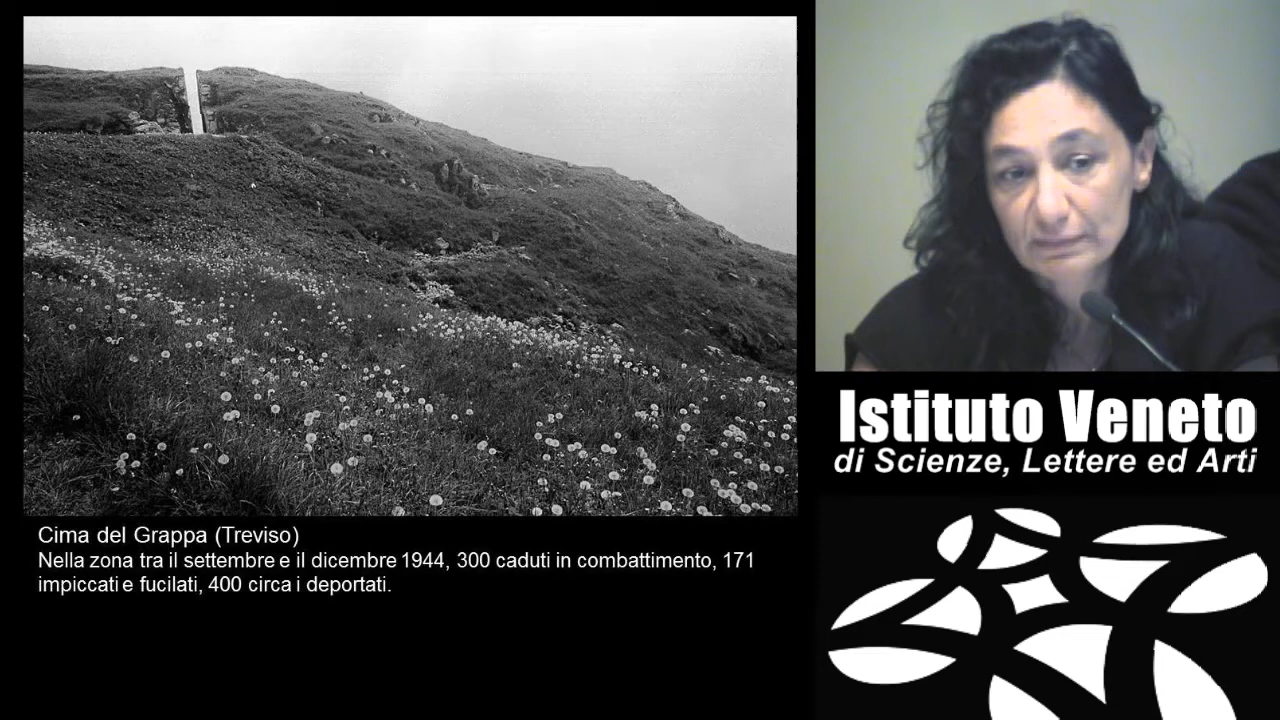 Cima del Grappa (Treviso)
Nella zona tra il settembre e il dicembre 1944, 300 caduti in combattimento, 171
impiccati e fucilati, 400 circa i deportati.
Istituto Veneto
di Scienze, Lettere ed Arti